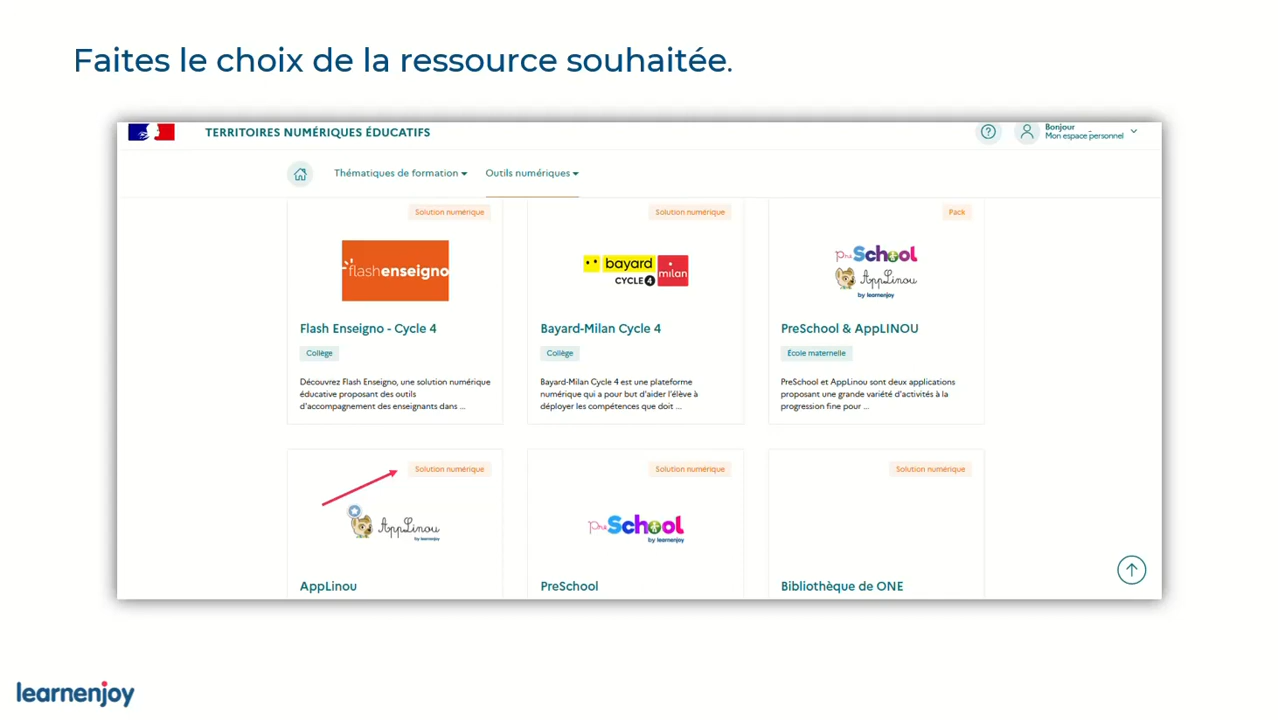 Faites le choix de la ressource souhaitée.
TERRITOIRES NUMÉRIQUES ÉDUCATIFS
Bonjour
Mon espace personnel
Thématiques de formation
Outils numériques
Solution numérique
Solution numérique
Pack
flashenseigno
bayard
milan
CYCLE 4
PreSchool
AppLinou
by learnenjoy
Flash Enseigno - Cycle 4
Bayard-Milan Cycle 4
PreSchool & AppLINOU
Collège
Collège
École maternelle
Découvrez Flash Enseigno, une solution numérique
éducative proposant des outils
d'accompagnement des enseignants dans ...
Bayard-Milan Cycle 4 est une plateforme
numérique qui a pour but d'aider l'élève à
déployer les compétences que doit ...
PreSchool et AppLinou sont deux applications
proposant une grande variété d'activités à la
progression fine pour ...
Solution numérique
Solution numérique
Solution numérique
AppLinou
by learnenjoy
PreSchool
by learnenjoy
AppLinou
PreSchool
Bibliothèque de ONE
learnenjoy